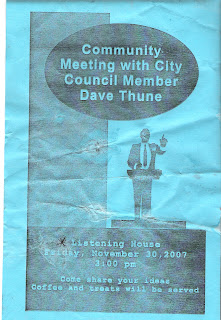 Community
Meeting with City
Council Member
Dave Thune
Listening House
Friday, November 30, 2007
3:00 pm
Come share your ideas
Coffee and treats will be served